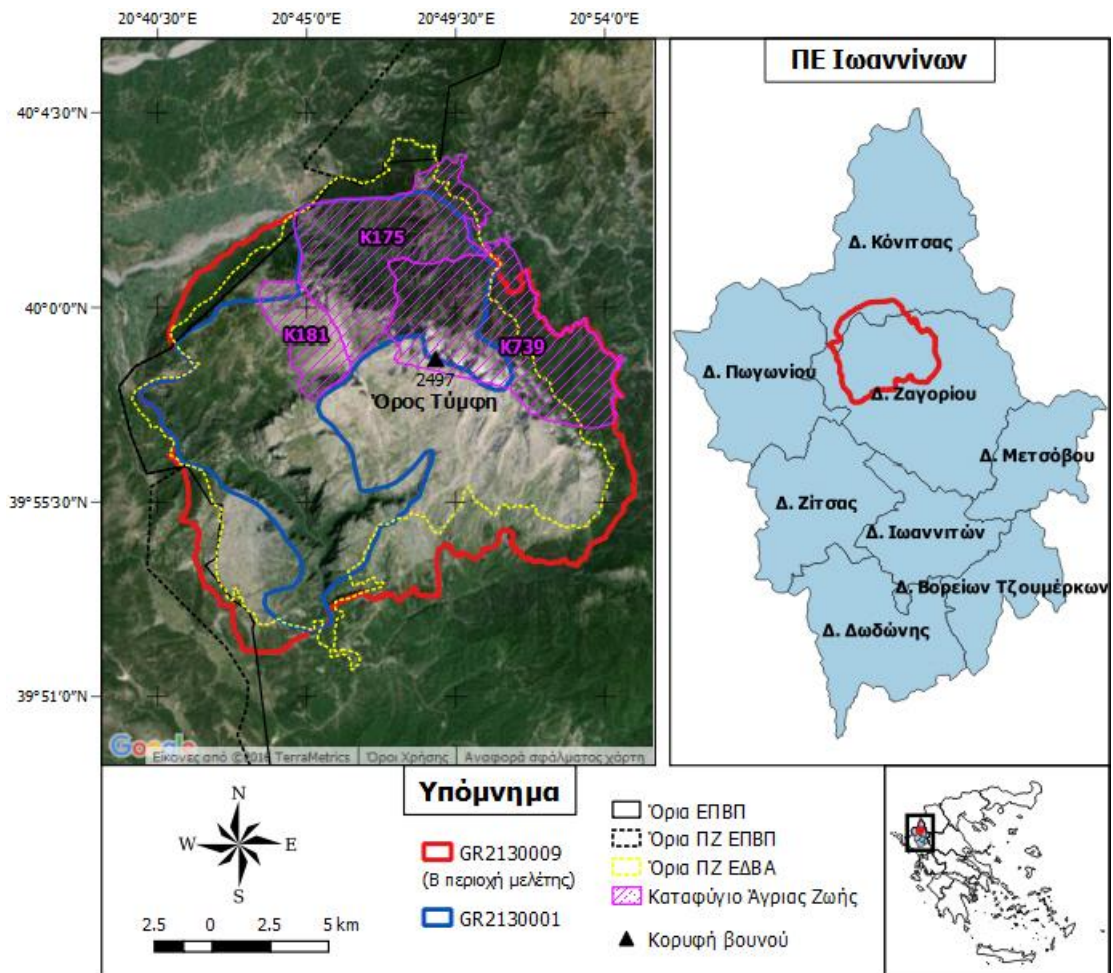 20°40'30"E 20°45'0"E 20°49'30"E 20°54'0"E
40°4'30"N
40°0'0"N
39°55'30"N
39°51'0"N
K175
K181
K739
2497
Όρος Τύμφη
Google
Εικόνες από ©2016 TerraMetrics Όροι Χρήσης Αναφορά σφάλματος χάρτη
ΠΕ Ιωαννίνων
Δ. Κόνιτσας
Δ. Πωγωνίου
Δ. Ζαγορίου
Δ. Μετσόβου
Δ. Ζίτσας
Δ. Ιωαννιτών
Δ. Βορείων Τζουμέρκων
Δ. Δωδώνης
N
W E
S
2.5 0 2.5 5 km
Υπόμνημα
GR2130009
(Β περιοχή μελέτης)
GR2130001
Όρια ΕΠΒΠ
Όρια ΠΖ ΕΠΒΠ
Όρια ΠΖ ΕΔΒΑ
Καταφύγιο Άγριας Ζωής
Κορυφή βουνού